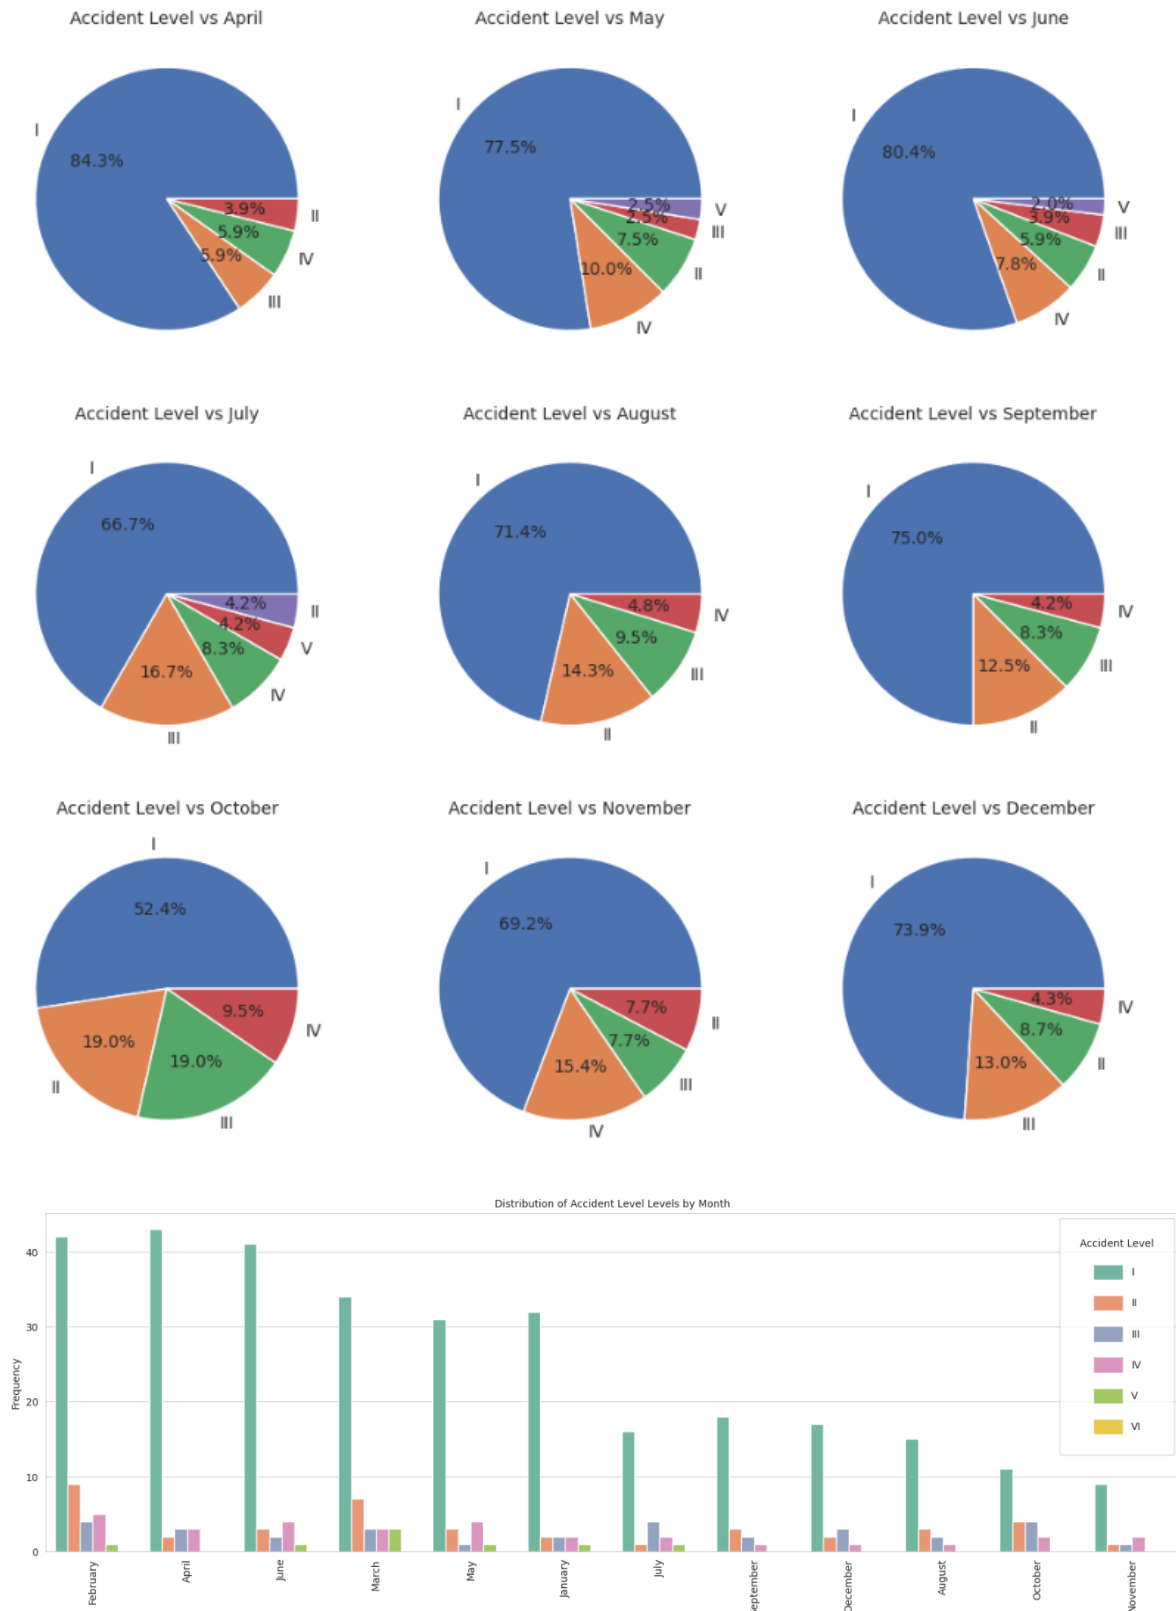 Accident Level vs April
Accident Level vs May
Accident Level vs June
I
84.3%
3.9%
II
5.9%
IV
5.9%
III
I
77.5%
2.5%
V
2.5%
III
7.5%
II
10.0%
IV
I
80.4%
2.0%
V
3.9%
III
5.9%
II
7.8%
IV
Accident Level vs July
Accident Level vs August
Accident Level vs September
I
66.7%
4.2%
II
4.2%
V
8.3%
IV
16.7%
III
I
71.4%
4.8%
IV
9.5%
III
14.3%
II
I
75.0%
4.2%
IV
8.3%
III
12.5%
II
Accident Level vs October
Accident Level vs November
Accident Level vs December
I
52.4%
9.5%
IV
19.0%
II
19.0%
III
I
69.2%
7.7%
II
7.7%
III
15.4%
IV
I
73.9%
4.3%
IV
8.7%
II
13.0%
III
Distribution of Accident Level Levels by Month
Accident Level
I
II
III
IV
V
VI
Frequency
40
30
20
10
0
February
April
June
March
May
January
July
September
December
August
October
November